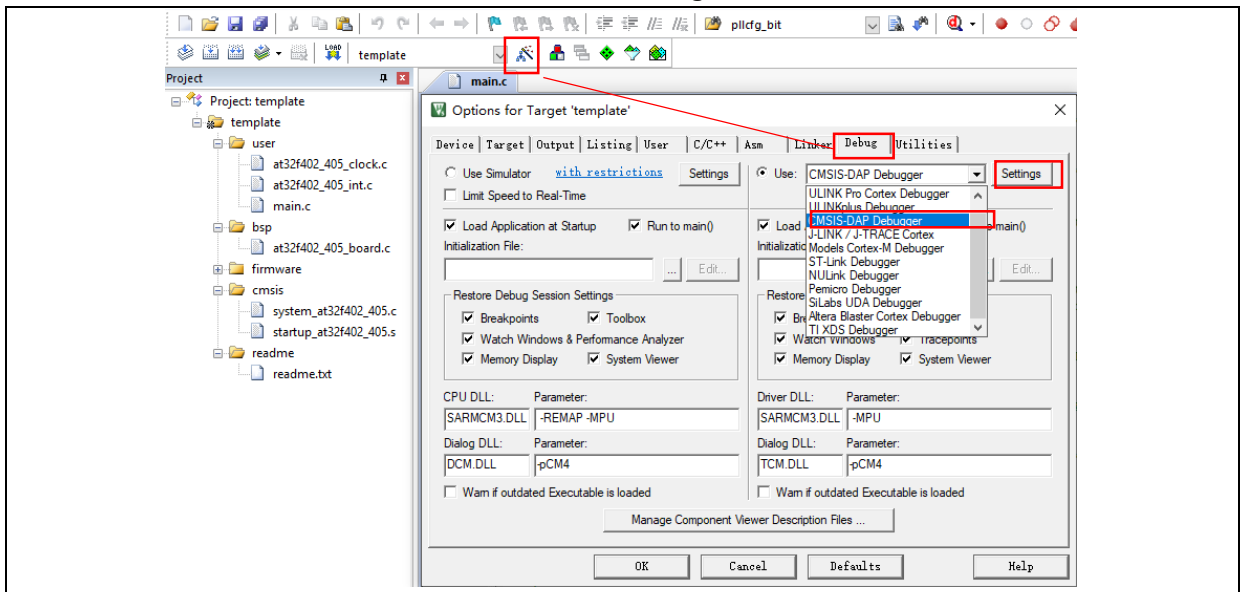 pllcfg_bit
LOAD template
Project
main.c
Project: template
template
user
at32f402_405_clock.c
at32f402_405_int.c
main.c
bsp
at32f402_405_board.c
firmware
cmsis
system_at32f402_405.c
startup_at32f402_405.s
readme
readme.txt
Options for Target 'template'
Device Target Output Listing User C/C++ Asm Linker Debug Utilities
Use Simulator with restrictions Settings
Limit Speed to Real-Time
Load Application at Startup Run to main()
Initialization File:
... Edit...
Restore Debug Session Settings
Breakpoints Toolbox
Watch Windows & Performance Analyzer
Memory Display System Viewer
CPU DLL: Parameter:
SARMCM3.DLL -REMAP -MPU
Dialog DLL: Parameter:
DCM.DLL -pCM4
Warn if outdated Executable is loaded
Use: CMSIS-DAP Debugger Settings
ULINK Pro Cortex Debugger
ULINKplus Debugger
CMSIS-DAP Debugger
J-LINK / J-TRACE Cortex
Models Cortex-M Debugger
ST-Link Debugger
NULink Debugger
Pemicro Debugger
SiLabs UDA Debugger
Altera Blaster Cortex Debugger
TI XDS Debugger
Load main()
Edit...
Restore
Watch Windows Tracepoints
Memory Display System Viewer
Driver DLL: Parameter:
SARMCM3.DLL -MPU
Dialog DLL: Parameter:
TCM.DLL -pCM4
Warn if outdated Executable is loaded
Manage Component Viewer Description Files ...
OK Cancel Defaults Help